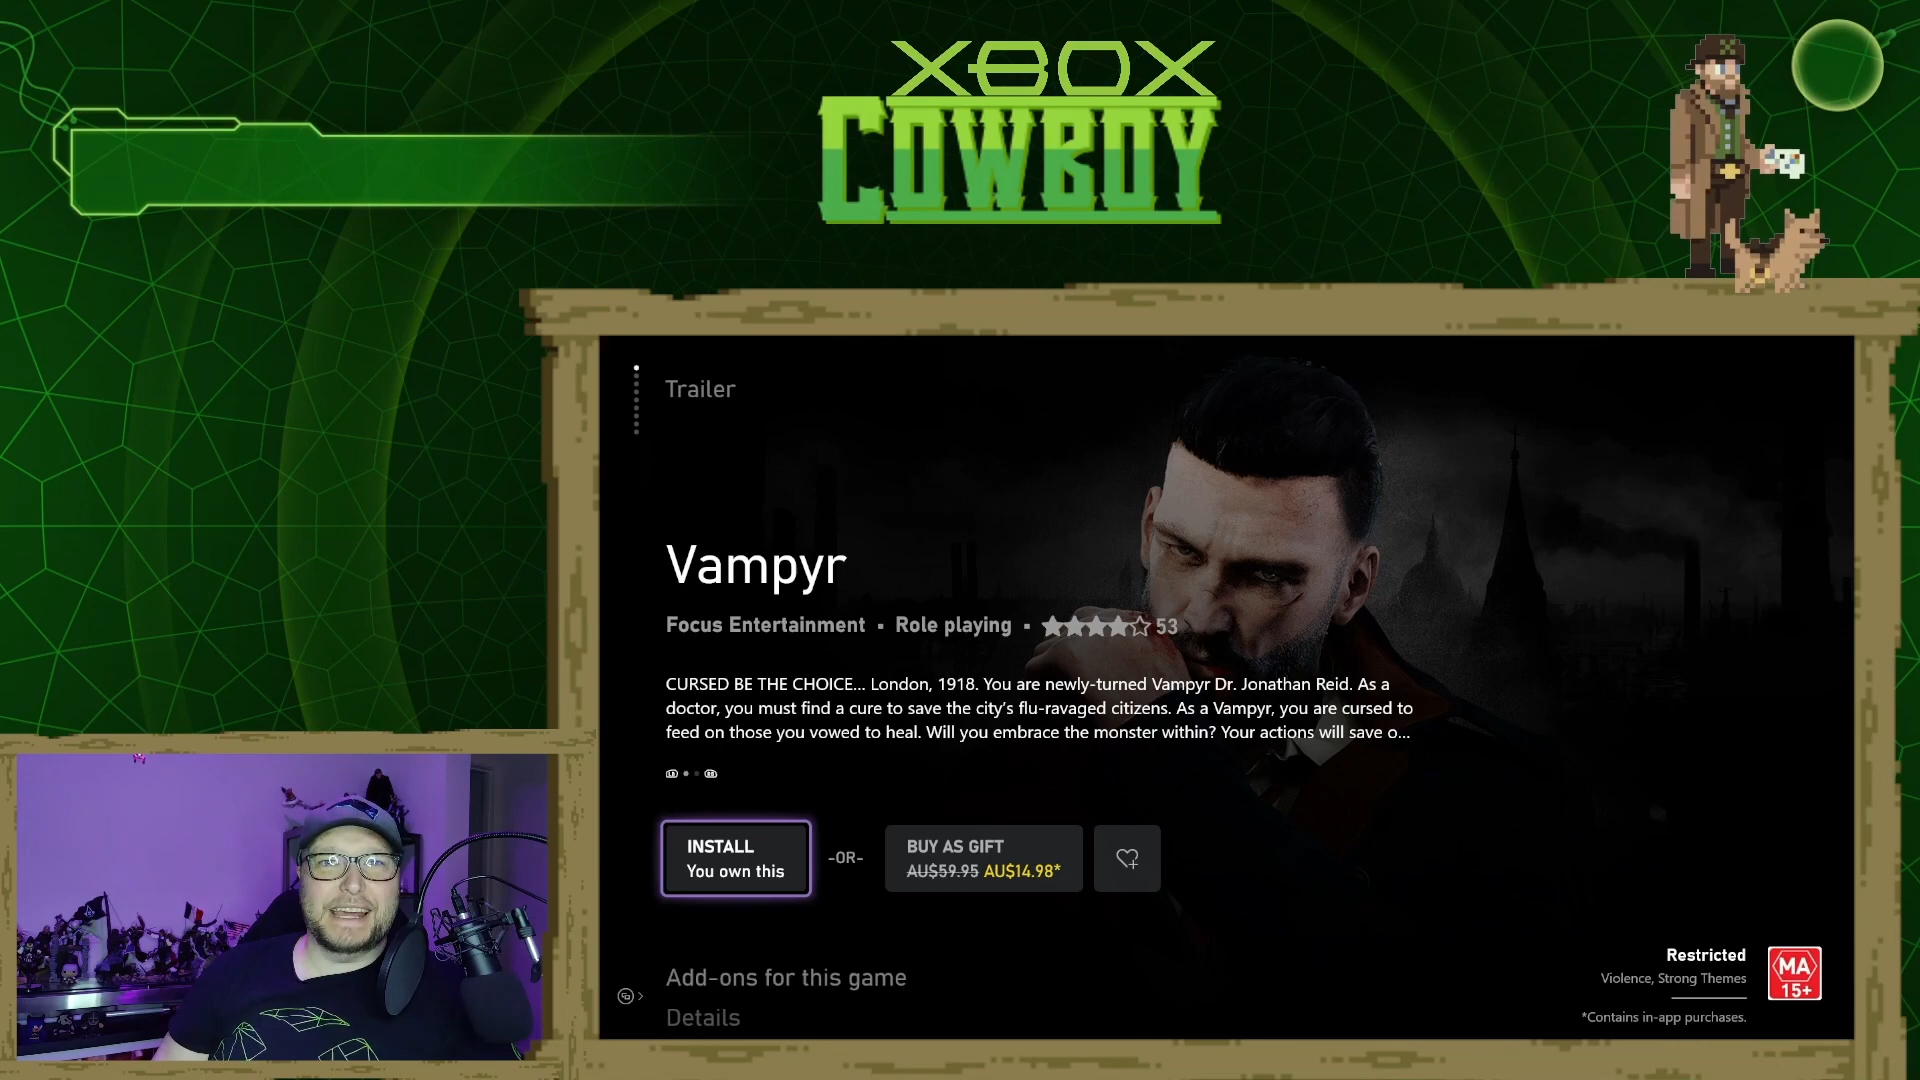 XBOX
COWBOY
Trailer
Vampyr
Focus Entertainment ▪ Role playing ▪ 53
CURSED BE THE CHOICE... London, 1918. You are newly-turned Vampyr Dr. Jonathan Reid. As a
doctor, you must find a cure to save the city's flu-ravaged citizens. As a Vampyr, you are cursed to
feed on those you vowed to heal. Will you embrace the monster within? Your actions will save o...
INSTALL
You own this
-OR-
BUY AS GIFT
AU$59.95 AU$14.98*
Add-ons for this game
Details
Restricted
Violence, Strong Themes
MA
15+
*Contains in-app purchases.